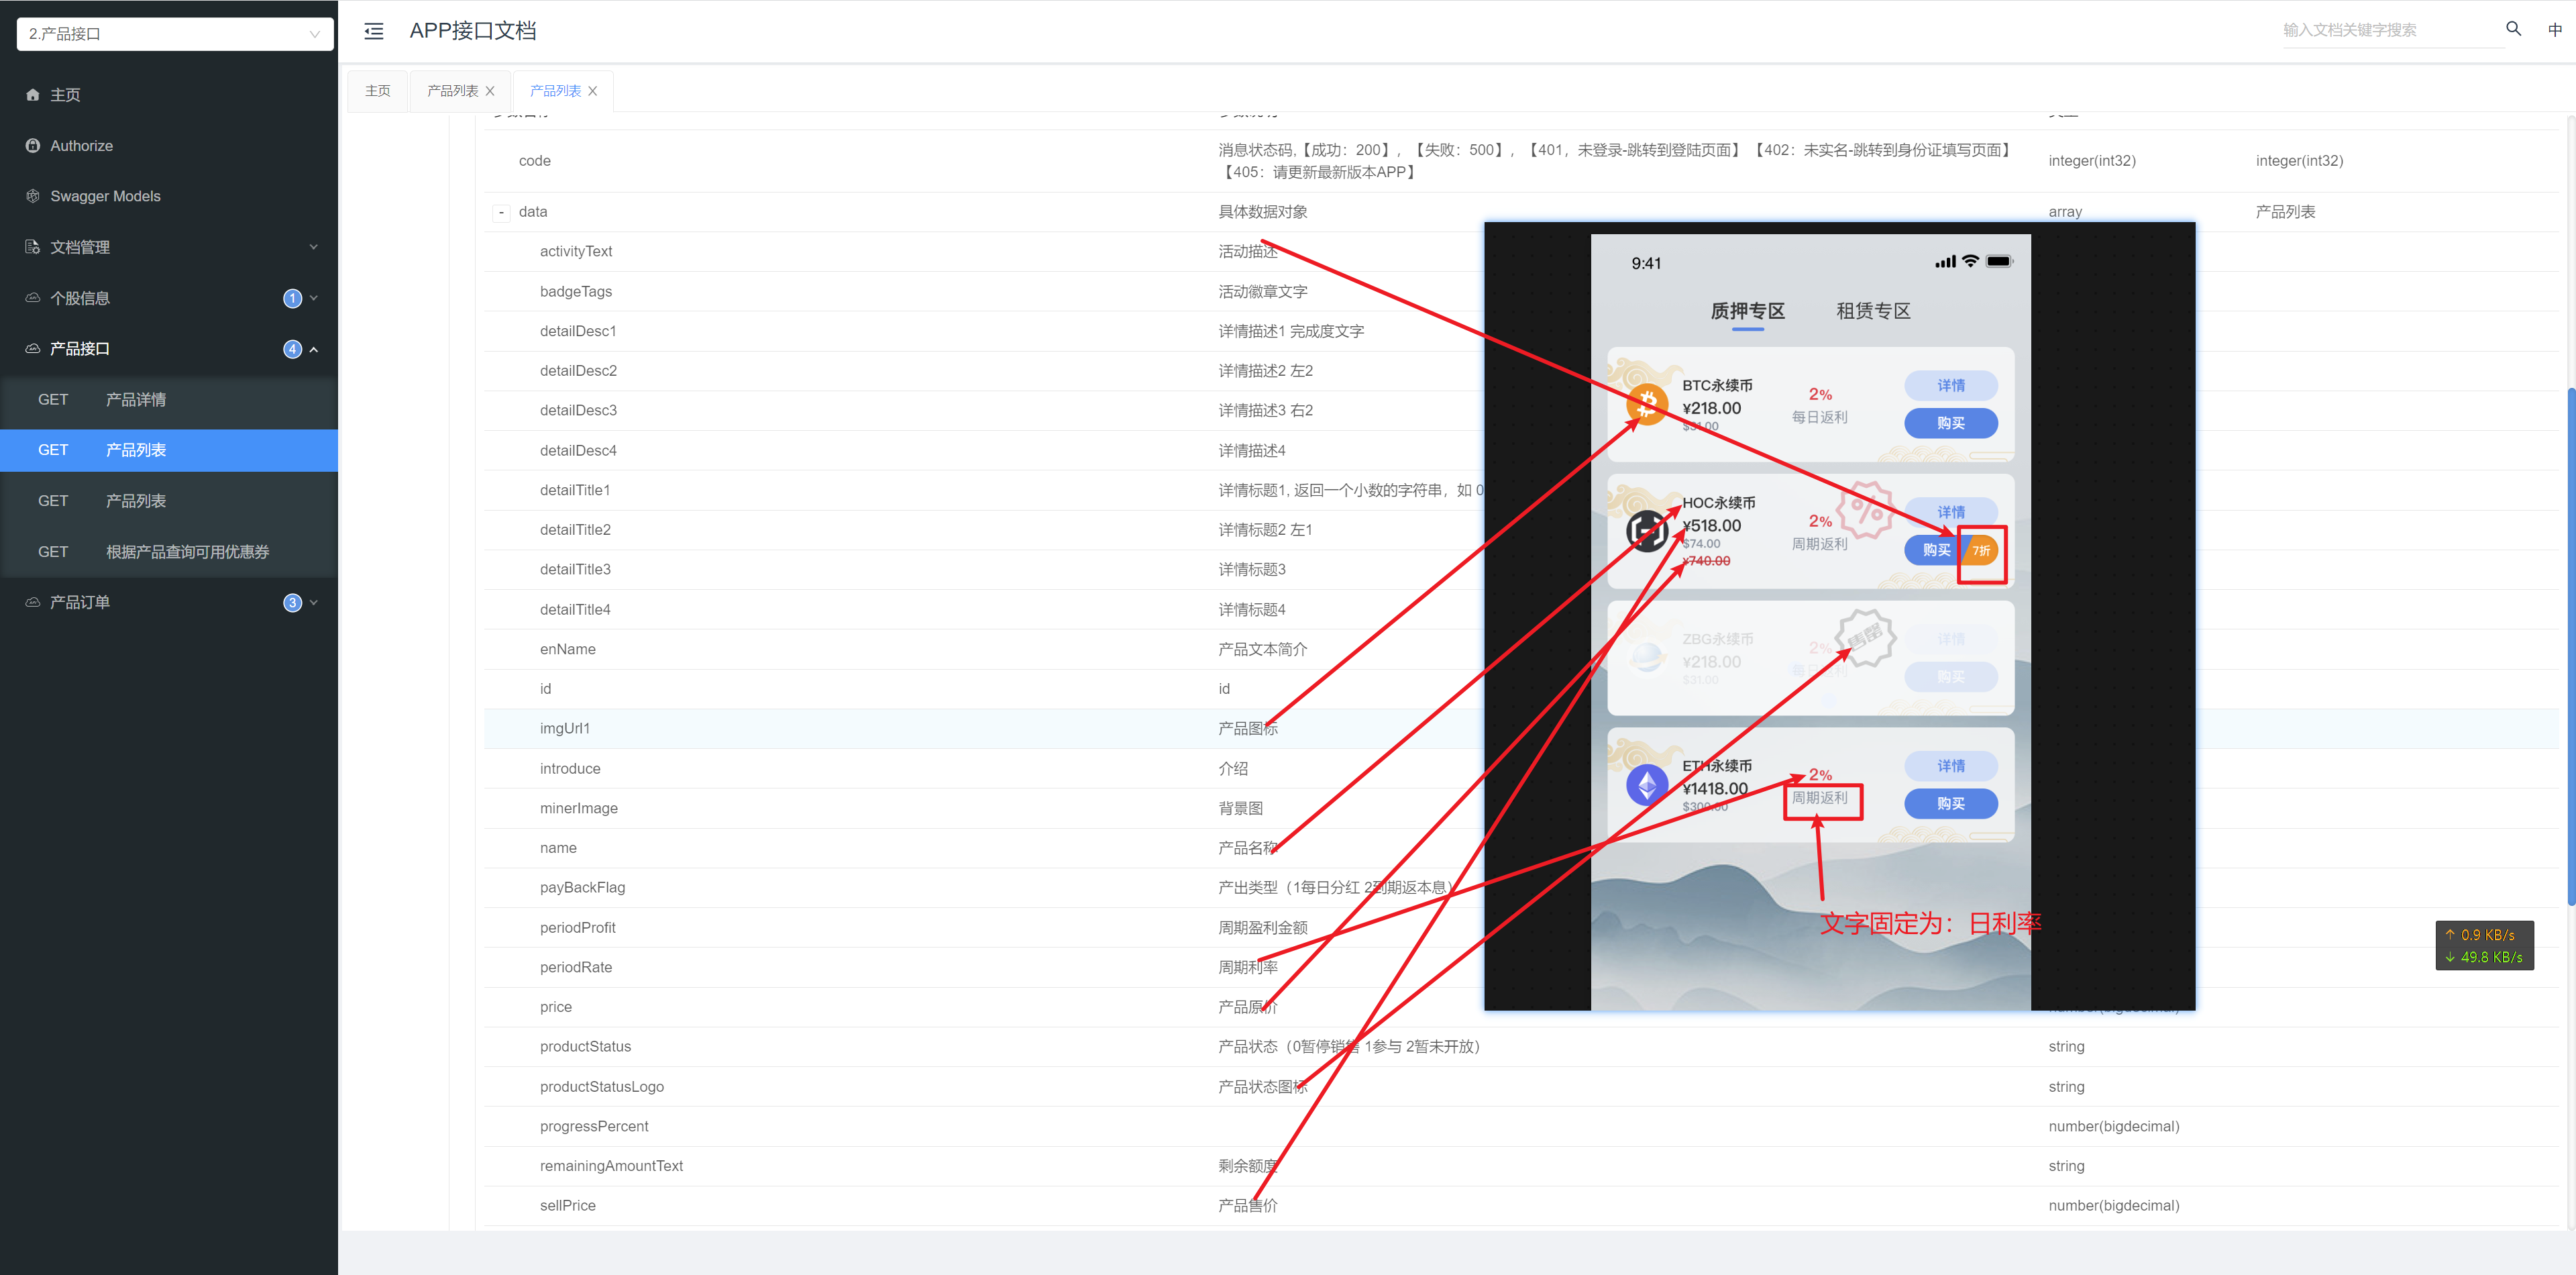 2.产品接口
APP接口文档
输入文档关键字搜索
中
主页
Authorize
Swagger Models
文档管理
个股信息
1
产品接口
4
GET 产品详情
GET 产品列表
GET 产品列表
GET 根据产品查询可用优惠券
产品订单
3
主页
产品列表
产品列表
code 消息状态码,【成功：200】，【失败：500】，【401，未登录-跳转到登陆页面】【402：未实名-跳转到身份证填写页面】 integer(int32) integer(int32)
【405：请更新最新版本APP】
- data 具体数据对象 array 产品列表
activityText 活动描述
badgeTags 活动徽章文字
detailDesc1 详情描述1 完成度文字
detailDesc2 详情描述2 左2
detailDesc3 详情描述3 右2
detailDesc4 详情描述4
detailTitle1 详情标题1, 返回一个小数的字符串，如 0
detailTitle2 详情标题2 左1
detailTitle3 详情标题3
detailTitle4 详情标题4
enName 产品文本简介
id id
imgUrl1 产品图标
introduce 介绍
minerImage 背景图
name 产品名称
payBackFlag 产出类型（1每日分红 2到期返本息）
periodProfit 周期盈利金额
periodRate 周期利率
price 产品原价 number(bigdecimal)
productStatus 产品状态（0暂停销售 1参与 2暂未开放） string
productStatusLogo 产品状态图标 string
progressPercent number(bigdecimal)
remainingAmountText 剩余额度 string
sellPrice 产品售价 number(bigdecimal)
9:41
质押专区 租赁专区
BTC永续币
¥218.00
$31.00
2%
每日返利
详情
购买
HOC永续币
¥518.00
$74.00
¥740.00
2%
周期返利
%
详情
购买
7折
ZBG永续币
¥218.00
$31.00
2%
每日返利
售罄
详情
购买
ETH永续币
¥1418.00
$300.00
2%
周期返利
详情
购买
文字固定为：日利率
↑ 0.9 KB/s
↓ 49.8 KB/s